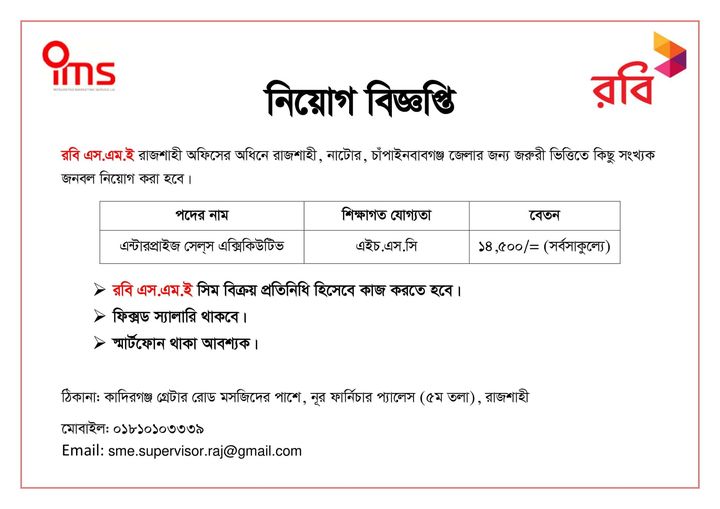 ims
INTEGRATED MARKETING SERVICES LTD.
রবি
নিয়োগ বিজ্ঞপ্তি
রবি এস.এম.ই রাজশাহী অফিসের অধিনে রাজশাহী, নাটোর, চাঁপাইনবাবগঞ্জ জেলার জন্য জরুরী ভিত্তিতে কিছু সংখ্যক
জনবল নিয়োগ করা হবে।
পদের নাম শিক্ষাগত যোগ্যতা বেতন
এন্টারপ্রাইজ সেল্স এক্সিকিউটিভ এইচ.এস.সি ১৪,৫০০/= (সর্বসাকুল্যে)
➢ রবি এস.এম.ই সিম বিক্রয় প্রতিনিধি হিসেবে কাজ করতে হবে।
➢ ফিক্সড স্যালারি থাকবে।
➢ স্মার্টফোন থাকা আবশ্যক।
ঠিকানা: কাদিরগঞ্জ গ্রেটার রোড মসজিদের পাশে, নূর ফার্নিচার প্যালেস (৫ম তলা), রাজশাহী
মোবাইল: ০১৮১০১০৩৩৩৯
Email: sme.supervisor.raj@gmail.com